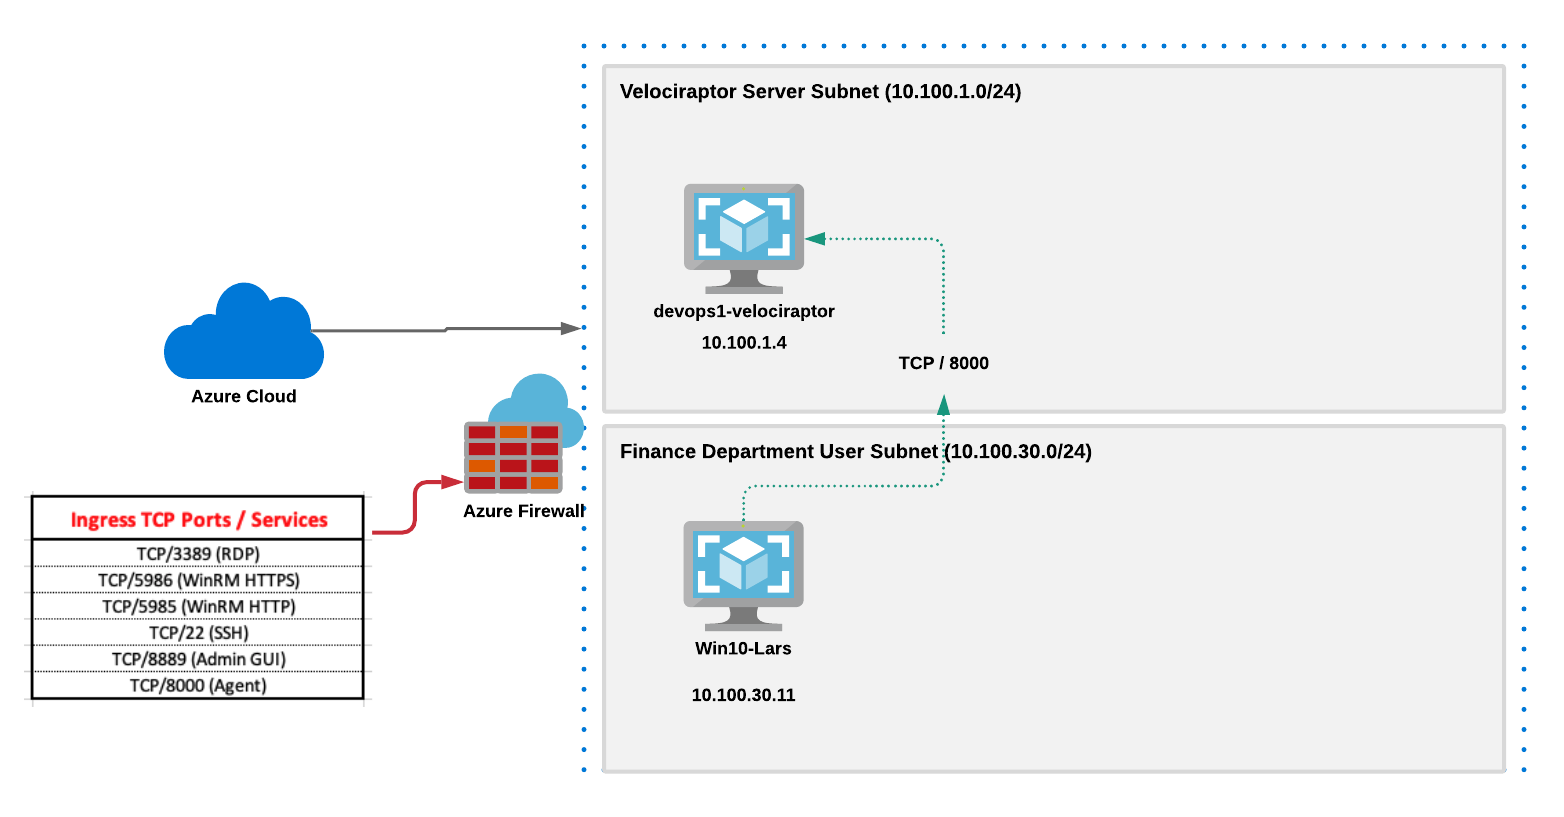 Velociraptor Server Subnet (10.100.1.0/24)
devops1-velociraptor
10.100.1.4
TCP / 8000
Azure Cloud
Azure Firewall
Ingress TCP Ports / Services
TCP/3389 (RDP)
TCP/5986 (WinRM HTTPS)
TCP/5985 (WinRM HTTP)
TCP/22 (SSH)
TCP/8889 (Admin GUI)
TCP/8000 (Agent)
Finance Department User Subnet (10.100.30.0/24)
Win10-Lars
10.100.30.11